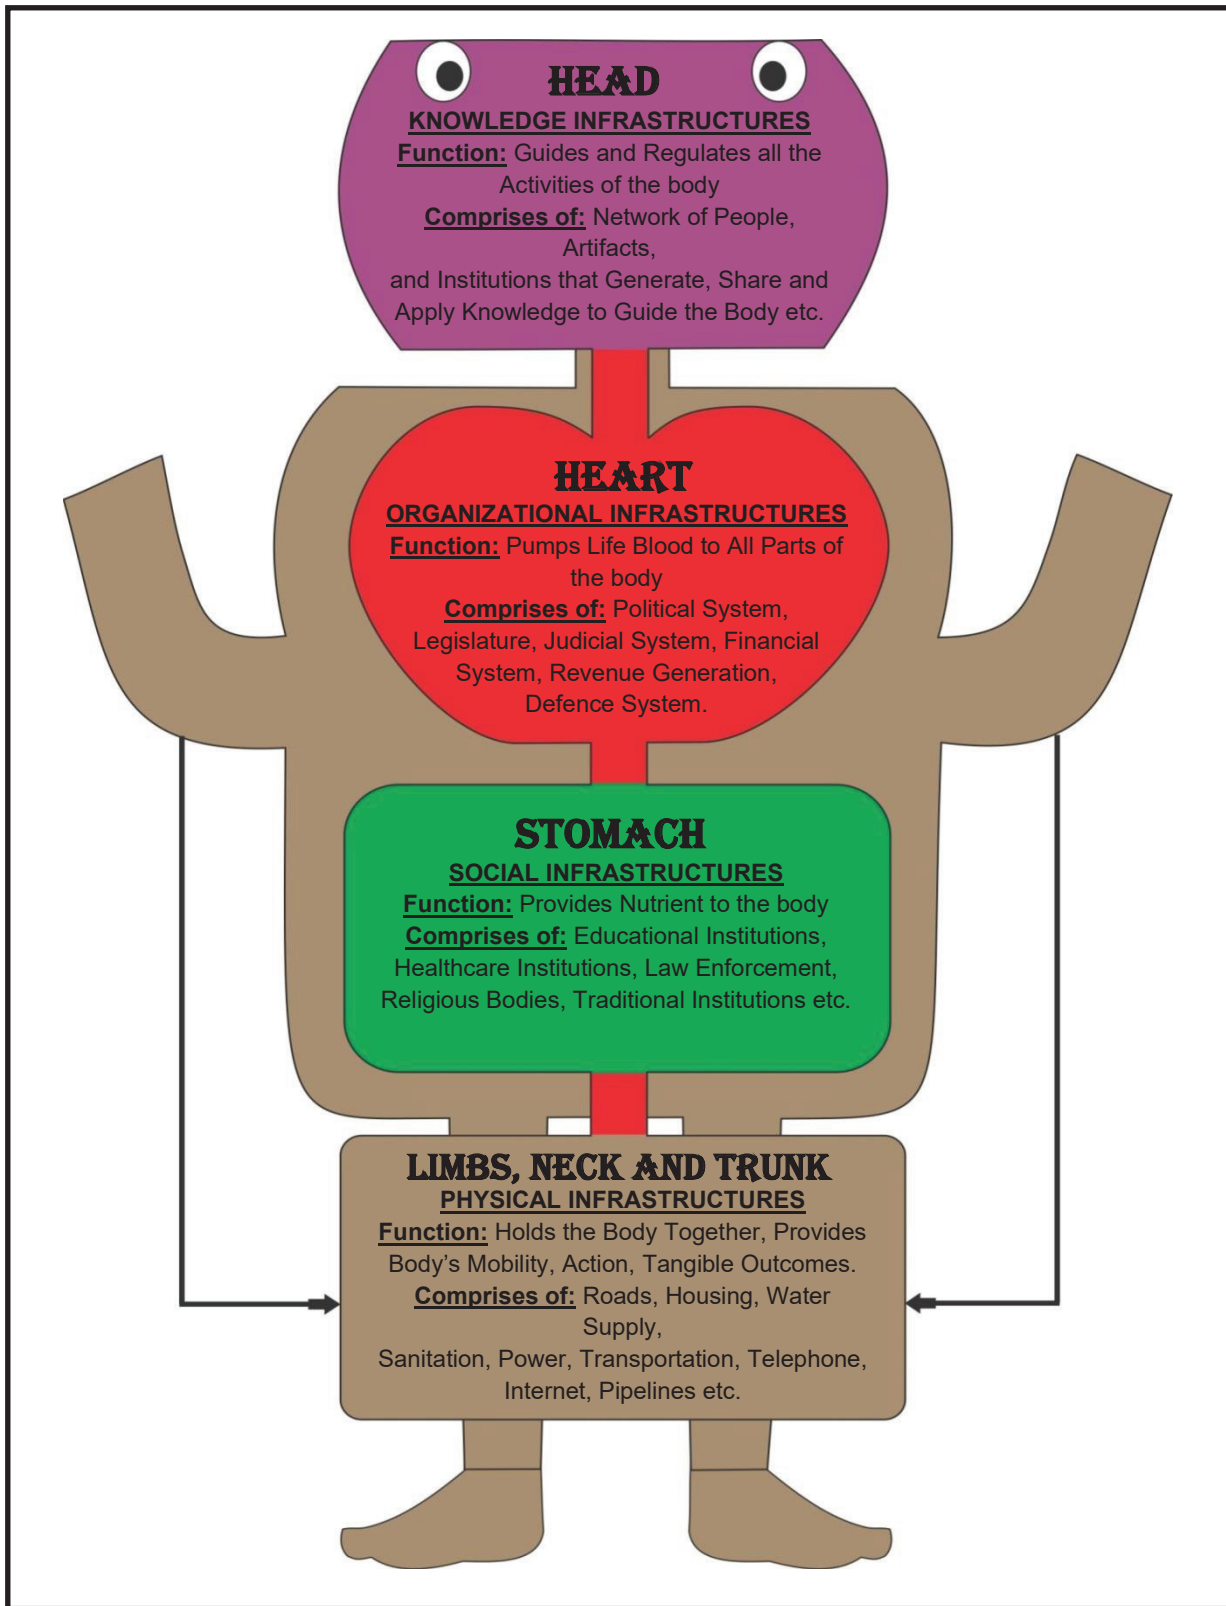 HEAD
KNOWLEDGE INFRASTRUCTURES
Function: Guides and Regulates all the
Activities of the body
Comprises of: Network of People,
Artifacts,
and Institutions that Generate, Share and
Apply Knowledge to Guide the Body etc.
HEART
ORGANIZATIONAL INFRASTRUCTURES
Function: Pumps Life Blood to All Parts of
the body
Comprises of: Political System,
Legislature, Judicial System, Financial
System, Revenue Generation,
Defence System.
STOMACH
SOCIAL INFRASTRUCTURES
Function: Provides Nutrient to the body
Comprises of: Educational Institutions,
Healthcare Institutions, Law Enforcement,
Religious Bodies, Traditional Institutions etc.
LIMBS, NECK AND TRUNK
PHYSICAL INFRASTRUCTURES
Function: Holds the Body Together, Provides
Body’s Mobility, Action, Tangible Outcomes.
Comprises of: Roads, Housing, Water
Supply,
Sanitation, Power, Transportation, Telephone,
Internet, Pipelines etc.